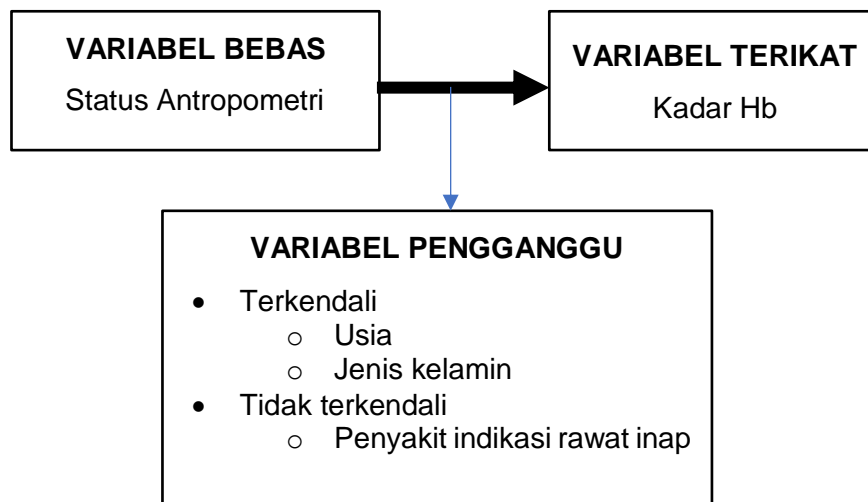 VARIABEL BEBAS
Status Antropometri
VARIABEL TERIKAT
Kadar Hb
VARIABEL PENGGANGGU
• Terkendali
o Usia
o Jenis kelamin
• Tidak terkendali
o Penyakit indikasi rawat inap